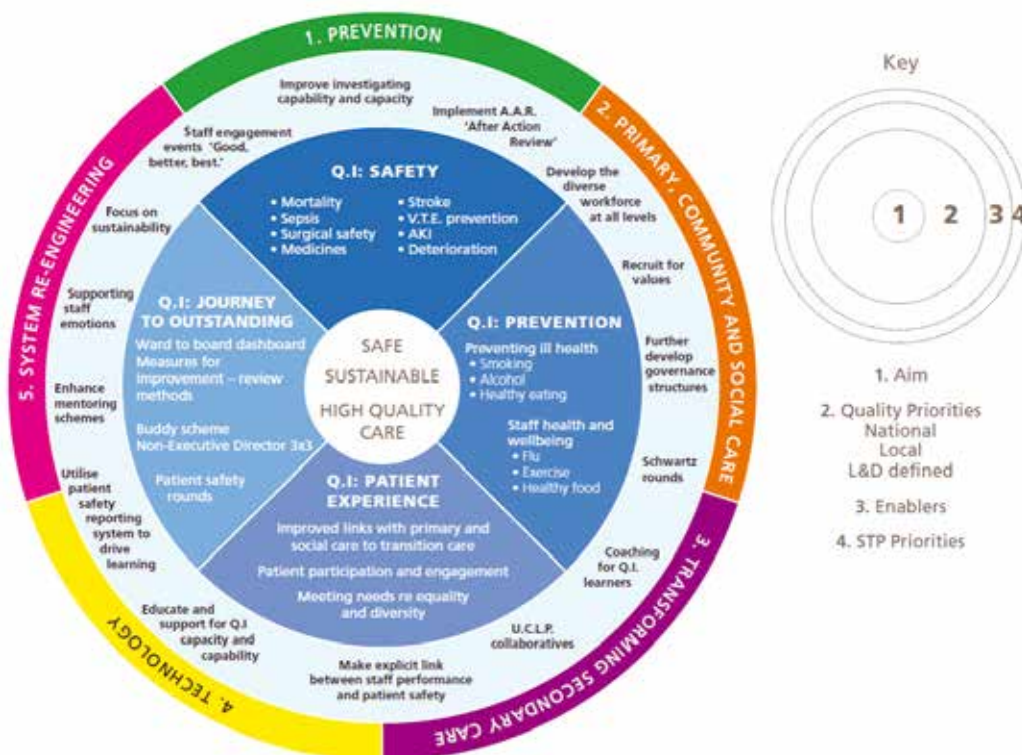 1. PREVENTION
2. PRIMARY, COMMUNITY AND SOCIAL CARE
3. TRANSFORMING SECONDARY CARE
4. TECHNOLOGY
5. SYSTEM RE-ENGINEERING
Improve investigating
capability and capacity
Implement A.A.R.
'After Action
Review'
Develop the
diverse
workforce
at all levels
Recruit for
values
Further
develop
governance
structures
Schwartz
rounds
Coaching
for Q.I.
learners
U.C.L.P.
collaboratives
Make explicit link
between staff performance
and patient safety
Educate and
support for Q.I
capacity and
capability
Utilise
patient
safety
reporting
system to
drive
learning
Enhance
mentoring
schemes
Supporting
staff
emotions
Focus on
sustainability
Staff engagement
events 'Good,
better, best.'
Q.I: SAFETY
• Mortality
• Sepsis
• Surgical safety
• Medicines
• Stroke
• V.T.E. prevention
• AKI
• Deterioration
Q.I: PREVENTION
Preventing ill health
• Smoking
• Alcohol
• Healthy eating
Staff health and
wellbeing
• Flu
• Exercise
• Healthy food
Q.I: PATIENT
EXPERIENCE
Improved links with primary and
social care to transition care
Patient participation and engagement
Meeting needs re equality
and diversity
Q.I: JOURNEY
TO OUTSTANDING
Ward to board dashboard
Measures for
improvement – review
methods
Buddy scheme
Non-Executive Director 3x3
Patient safety
rounds
SAFE
SUSTAINABLE
HIGH QUALITY
CARE
Key
1 2 3 4
1. Aim
2. Quality Priorities
National
Local
L&D defined
3. Enablers
4. STP Priorities